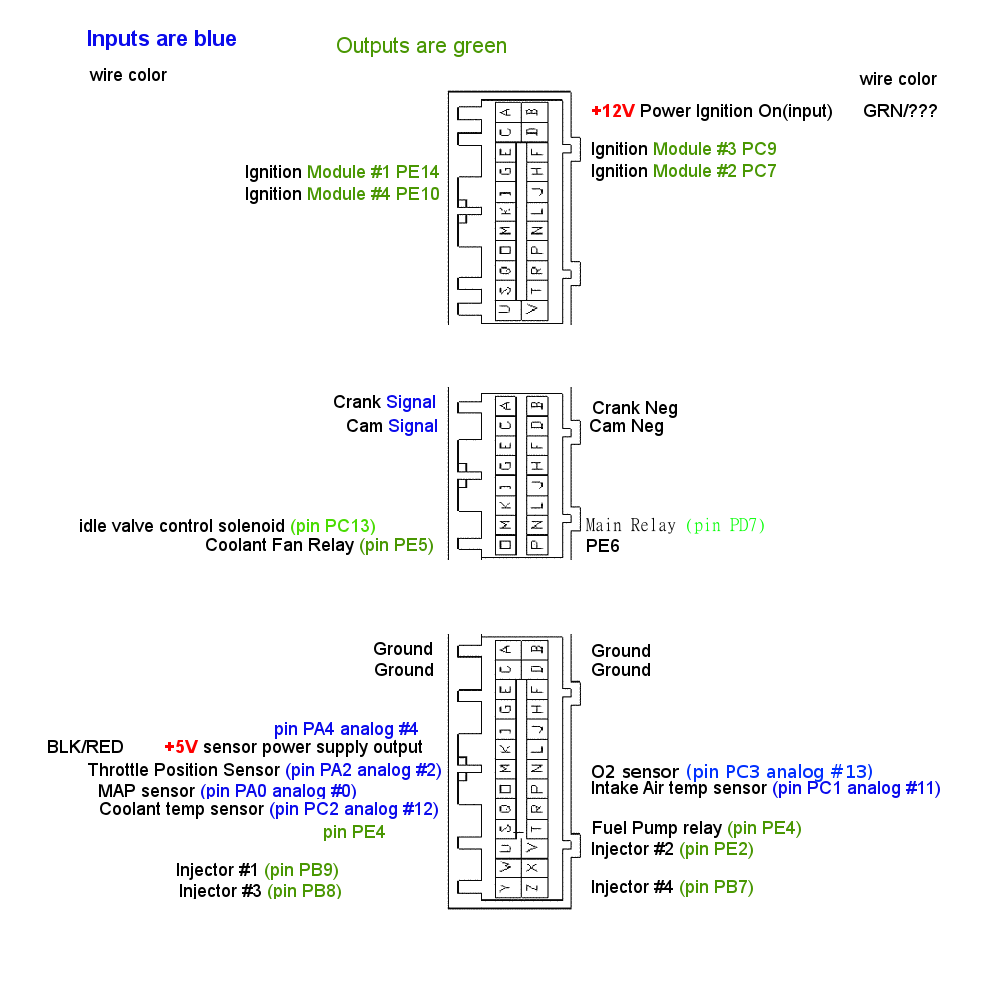 Inputs are blue
Outputs are green
wire color
wire color
+12V Power Ignition On(input) GRN/???
A B
C D
Ignition Module #3 PC9
E F
Ignition Module #1 PE14
G H
Ignition Module #2 PC7
Ignition Module #4 PE10
I J
K L
M N
O P
Q R
S T
U V
Crank Signal
A B
Crank Neg
Cam Signal
C D
Cam Neg
E F
G H
I J
K L
idle valve control solenoid (pin PC13)
M N
Main Relay (pin PD7)
Coolant Fan Relay (pin PE5)
O P
PE6
Ground
A B
Ground
Ground
C D
Ground
E F
G H
pin PA4 analog #4
I J
BLK/RED +5V sensor power supply output
K L
Throttle Position Sensor (pin PA2 analog #2)
M N
O2 sensor (pin PC3 analog #13)
MAP sensor (pin PA0 analog #0)
O P
Intake Air temp sensor (pin PC1 analog #11)
Coolant temp sensor (pin PC2 analog #12)
Q R
pin PE4
S T
Fuel Pump relay (pin PE4)
U V
Injector #2 (pin PE2)
Injector #1 (pin PB9)
W X
Injector #3 (pin PB8)
Y Z
Injector #4 (pin PB7)